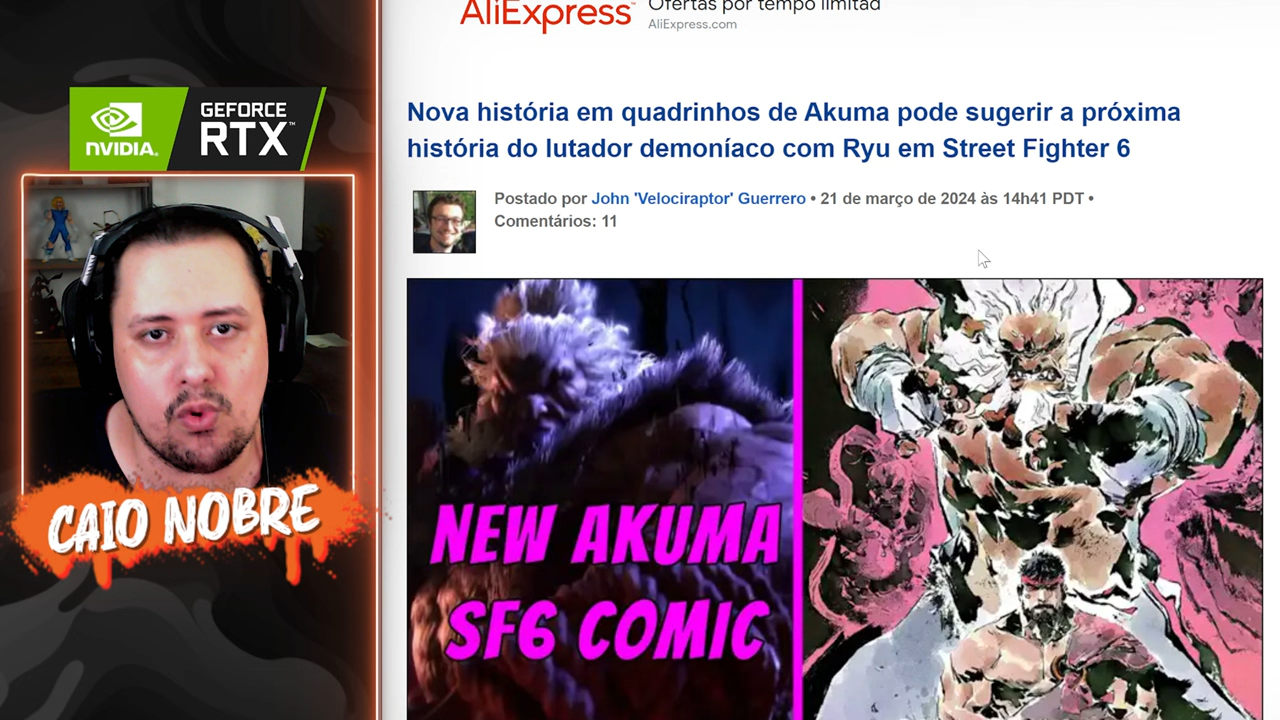 AliExpress
Ofertas por tempo limitad
AliExpress.com
NVIDIA.
GEFORCE
RTX™
Nova história em quadrinhos de Akuma pode sugerir a próxima
história do lutador demoníaco com Ryu em Street Fighter 6
Postado por John 'Velociraptor' Guerrero • 21 de março de 2024 às 14h41 PDT •
Comentários: 11
CAIO NOBRE
NEW AKUMA
SF6 COMIC